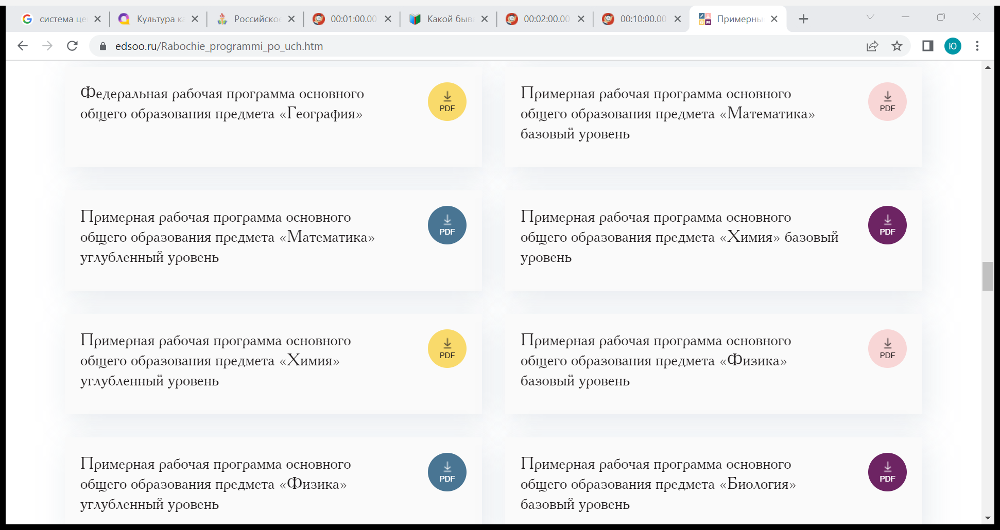 система це
Культура ка
Российское
00:01:00.00
Какой быва
00:02:00.00
00:10:00.00
Примерны
edsoo.ru/Rabochie_programmi_po_uch.htm
Ю
Федеральная рабочая программа основного
общего образования предмета «География»
PDF
Примерная рабочая программа основного
общего образования предмета «Математика»
базовый уровень
PDF
Примерная рабочая программа основного
общего образования предмета «Математика»
углубленный уровень
PDF
Примерная рабочая программа основного
общего образования предмета «Химия» базовый
уровень
PDF
Примерная рабочая программа основного
общего образования предмета «Химия»
углубленный уровень
PDF
Примерная рабочая программа основного
общего образования предмета «Физика»
базовый уровень
PDF
Примерная рабочая программа основного
общего образования предмета «Физика»
углубленный уровень
PDF
Примерная рабочая программа основного
общего образования предмета «Биология»
базовый уровень
PDF